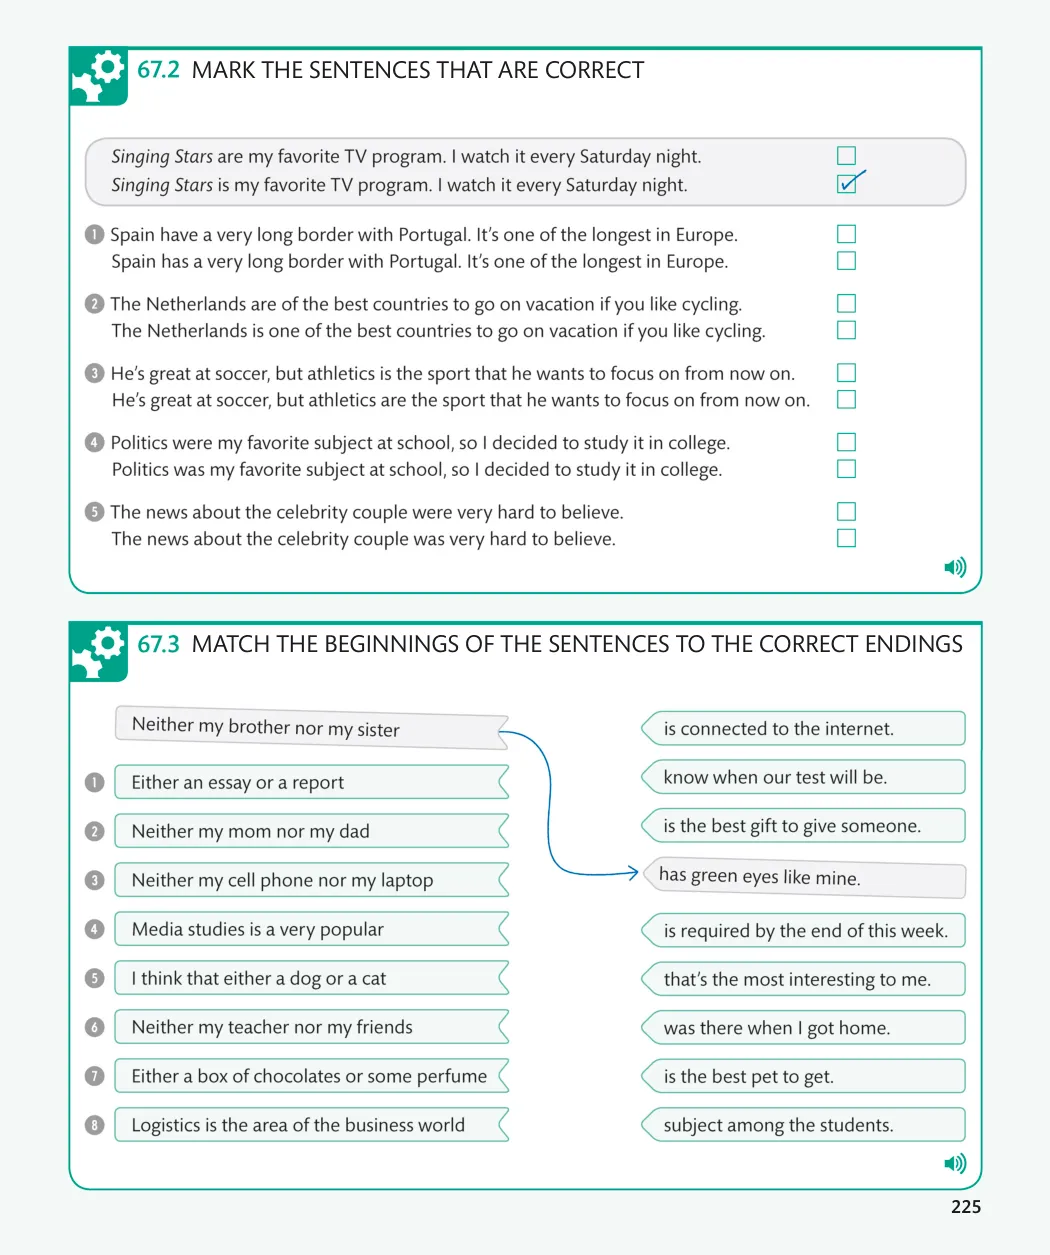 67.2 MARK THE SENTENCES THAT ARE CORRECT
Singing Stars are my favorite TV program. I watch it every Saturday night.
Singing Stars is my favorite TV program. I watch it every Saturday night.
1 Spain have a very long border with Portugal. It’s one of the longest in Europe.
Spain has a very long border with Portugal. It’s one of the longest in Europe.
2 The Netherlands are of the best countries to go on vacation if you like cycling.
The Netherlands is one of the best countries to go on vacation if you like cycling.
3 He’s great at soccer, but athletics is the sport that he wants to focus on from now on.
He’s great at soccer, but athletics are the sport that he wants to focus on from now on.
4 Politics were my favorite subject at school, so I decided to study it in college.
Politics was my favorite subject at school, so I decided to study it in college.
5 The news about the celebrity couple were very hard to believe.
The news about the celebrity couple was very hard to believe.
67.3 MATCH THE BEGINNINGS OF THE SENTENCES TO THE CORRECT ENDINGS
Neither my brother nor my sister
is connected to the internet.
1 Either an essay or a report
know when our test will be.
2 Neither my mom nor my dad
is the best gift to give someone.
3 Neither my cell phone nor my laptop
has green eyes like mine.
4 Media studies is a very popular
is required by the end of this week.
5 I think that either a dog or a cat
that’s the most interesting to me.
6 Neither my teacher nor my friends
was there when I got home.
7 Either a box of chocolates or some perfume
is the best pet to get.
8 Logistics is the area of the business world
subject among the students.
225